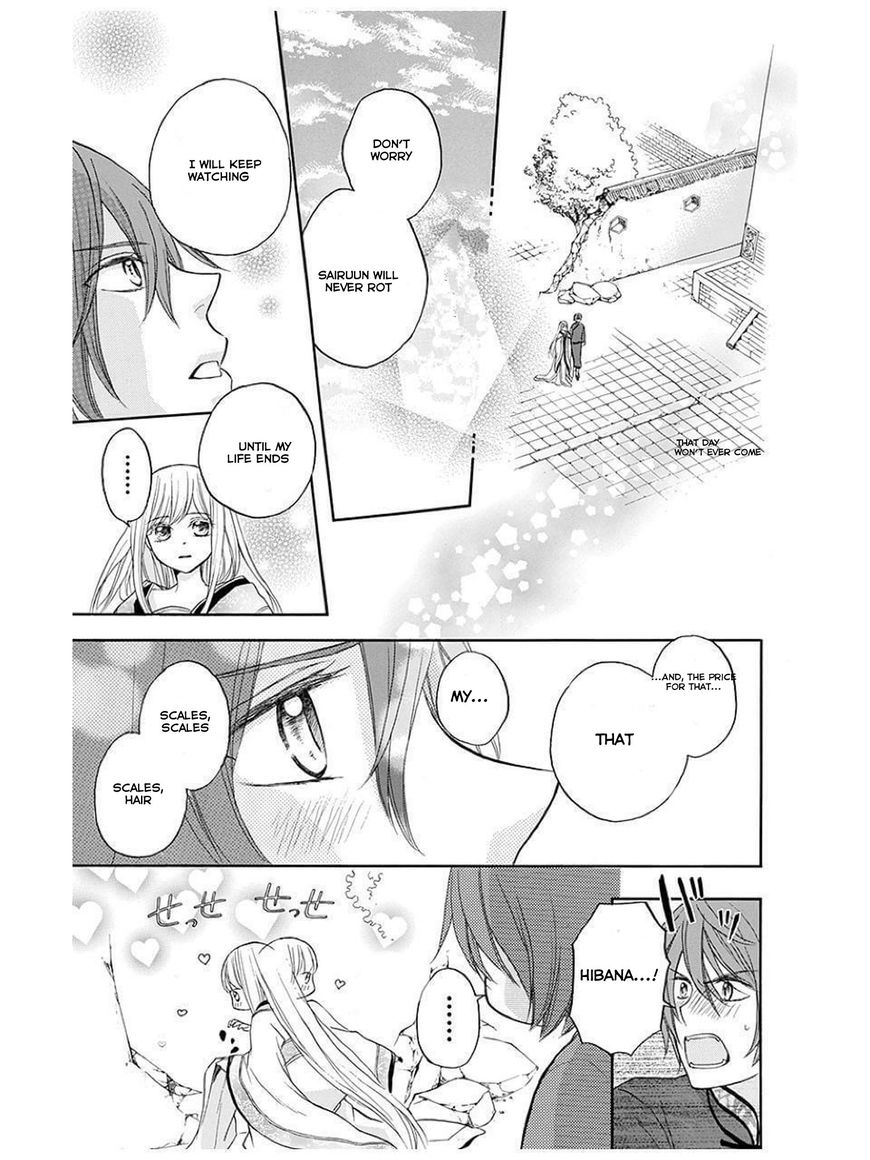 THAT DAY
WON'T EVER COME
DON'T
WORRY
SAIRUUN WILL
NEVER ROT
I WILL KEEP
WATCHING
UNTIL MY
LIFE ENDS
......
...AND, THE PRICE
FOR THAT...
THAT
MY...
SCALES,
SCALES
SCALES,
HAIR
HIBANA...!
......
せっせ
せっせ